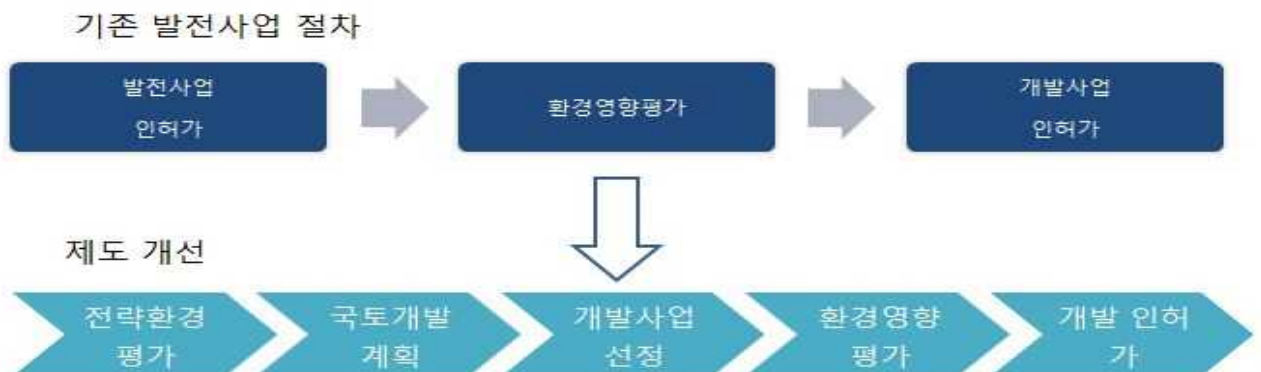 기존 발전사업 절차
발전사업
인허가
환경영향평가
개발사업
인허가
제도 개선
전략환경
평가
국토개발
계획
개발사업
선정
환경영향
평가
개발 인허
가